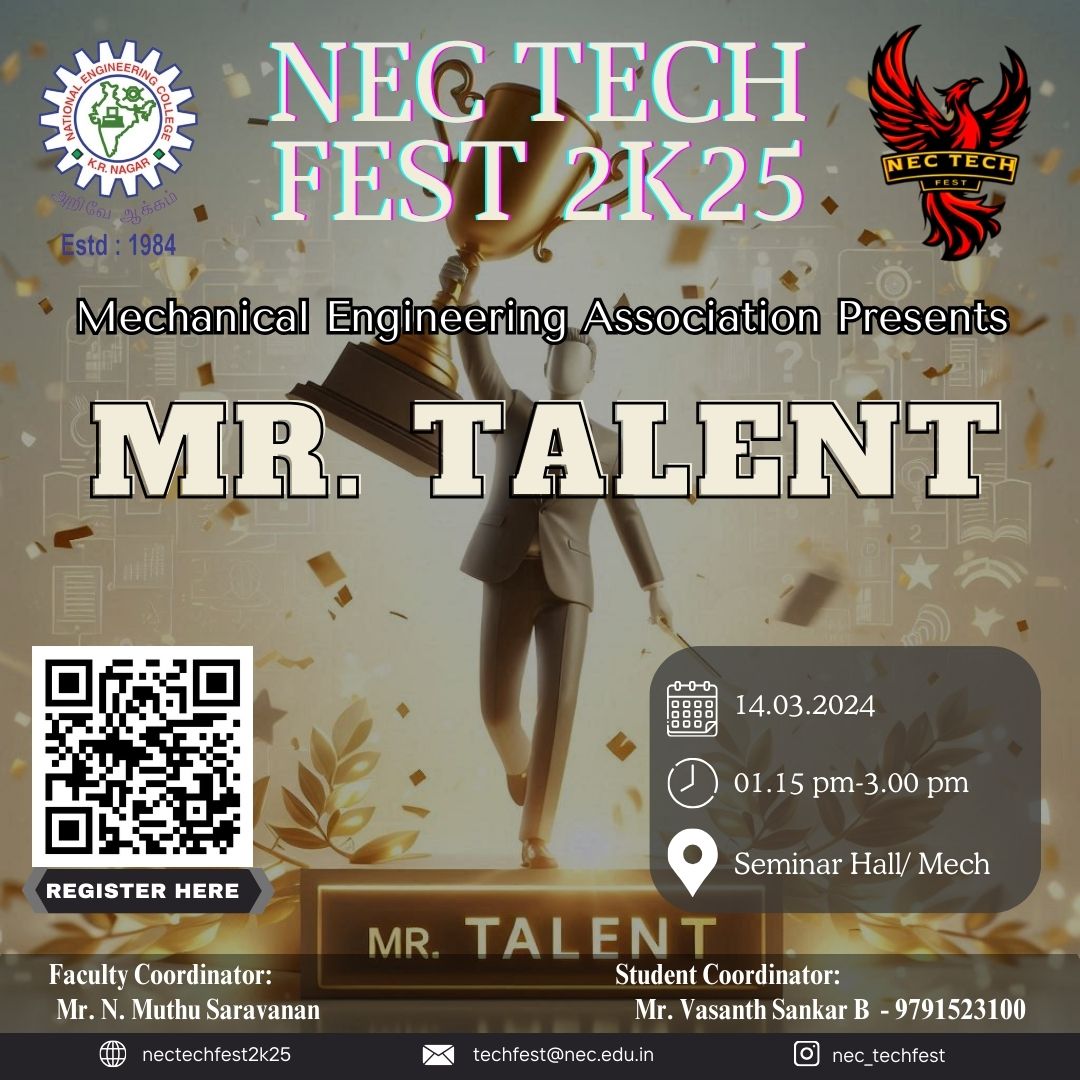 NATIONAL ENGINEERING COLLEGE
K.R. NAGAR
அறிவே ஆக்கம்
Estd : 1984
NEC TECH
FEST 2K25
NEC TECH
FEST
Mechanical Engineering Association Presents
MR. TALENT
14.03.2024
01.15 pm-3.00 pm
Seminar Hall/ Mech
REGISTER HERE
MR. TALENT
Faculty Coordinator:
Mr. N. Muthu Saravanan
Student Coordinator:
Mr. Vasanth Sankar B - 9791523100
nectechfest2k25
techfest@nec.edu.in
nec_techfest